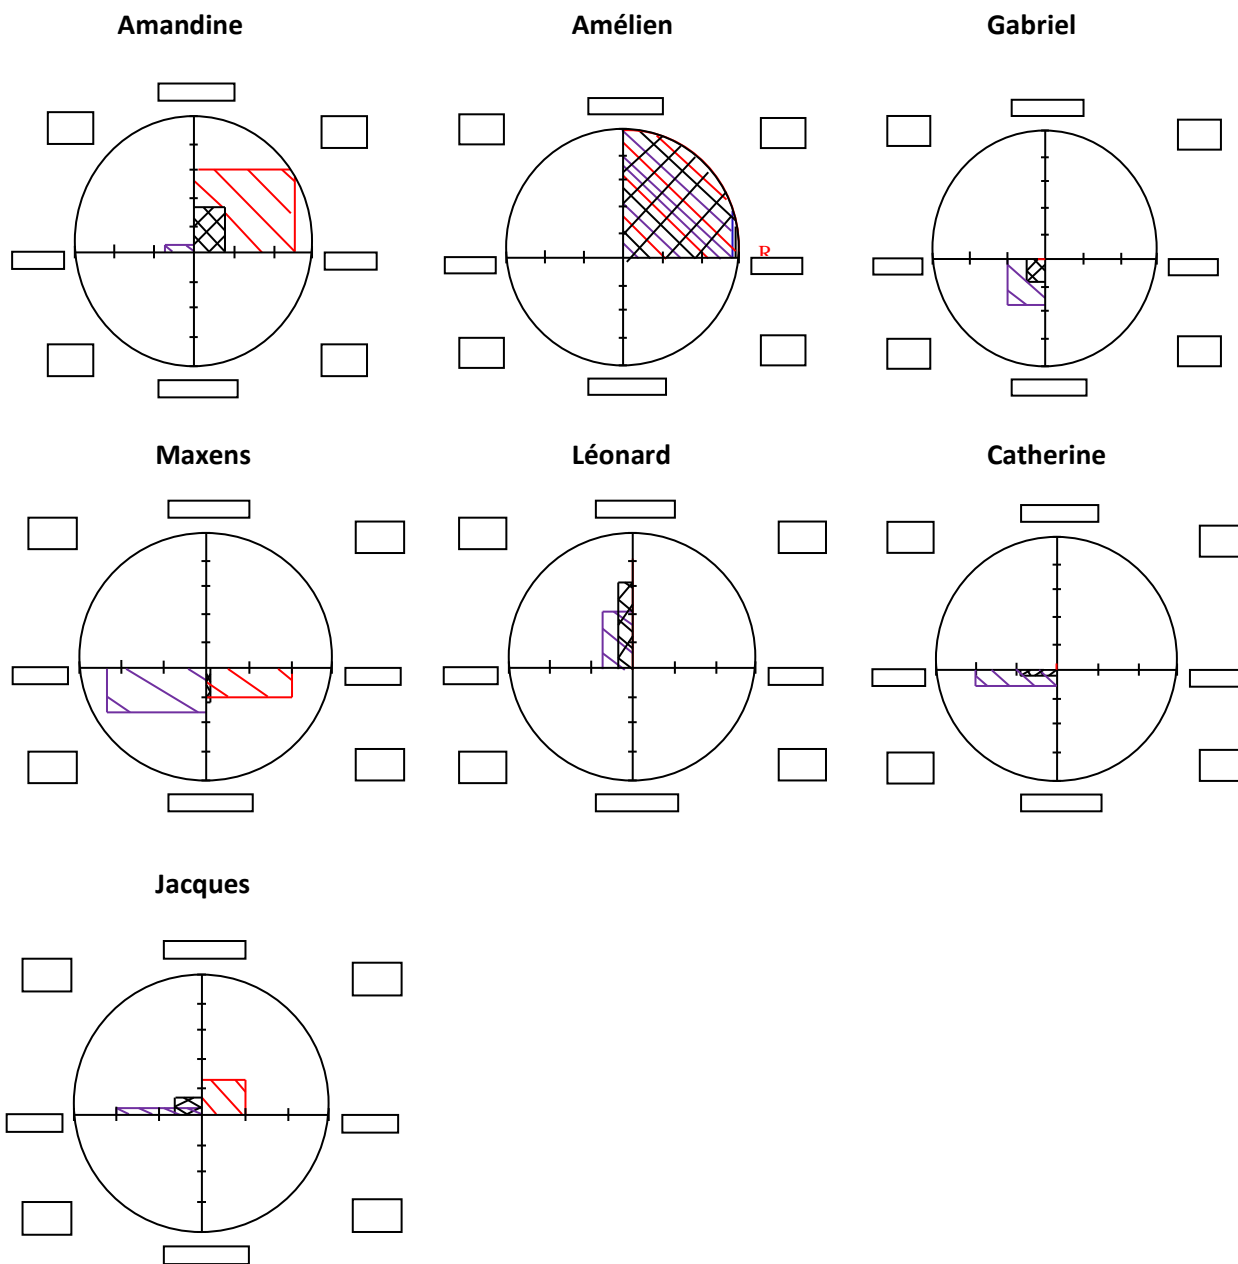 Amandine
Amélien
Gabriel
R
Maxens
Léonard
Catherine
Jacques